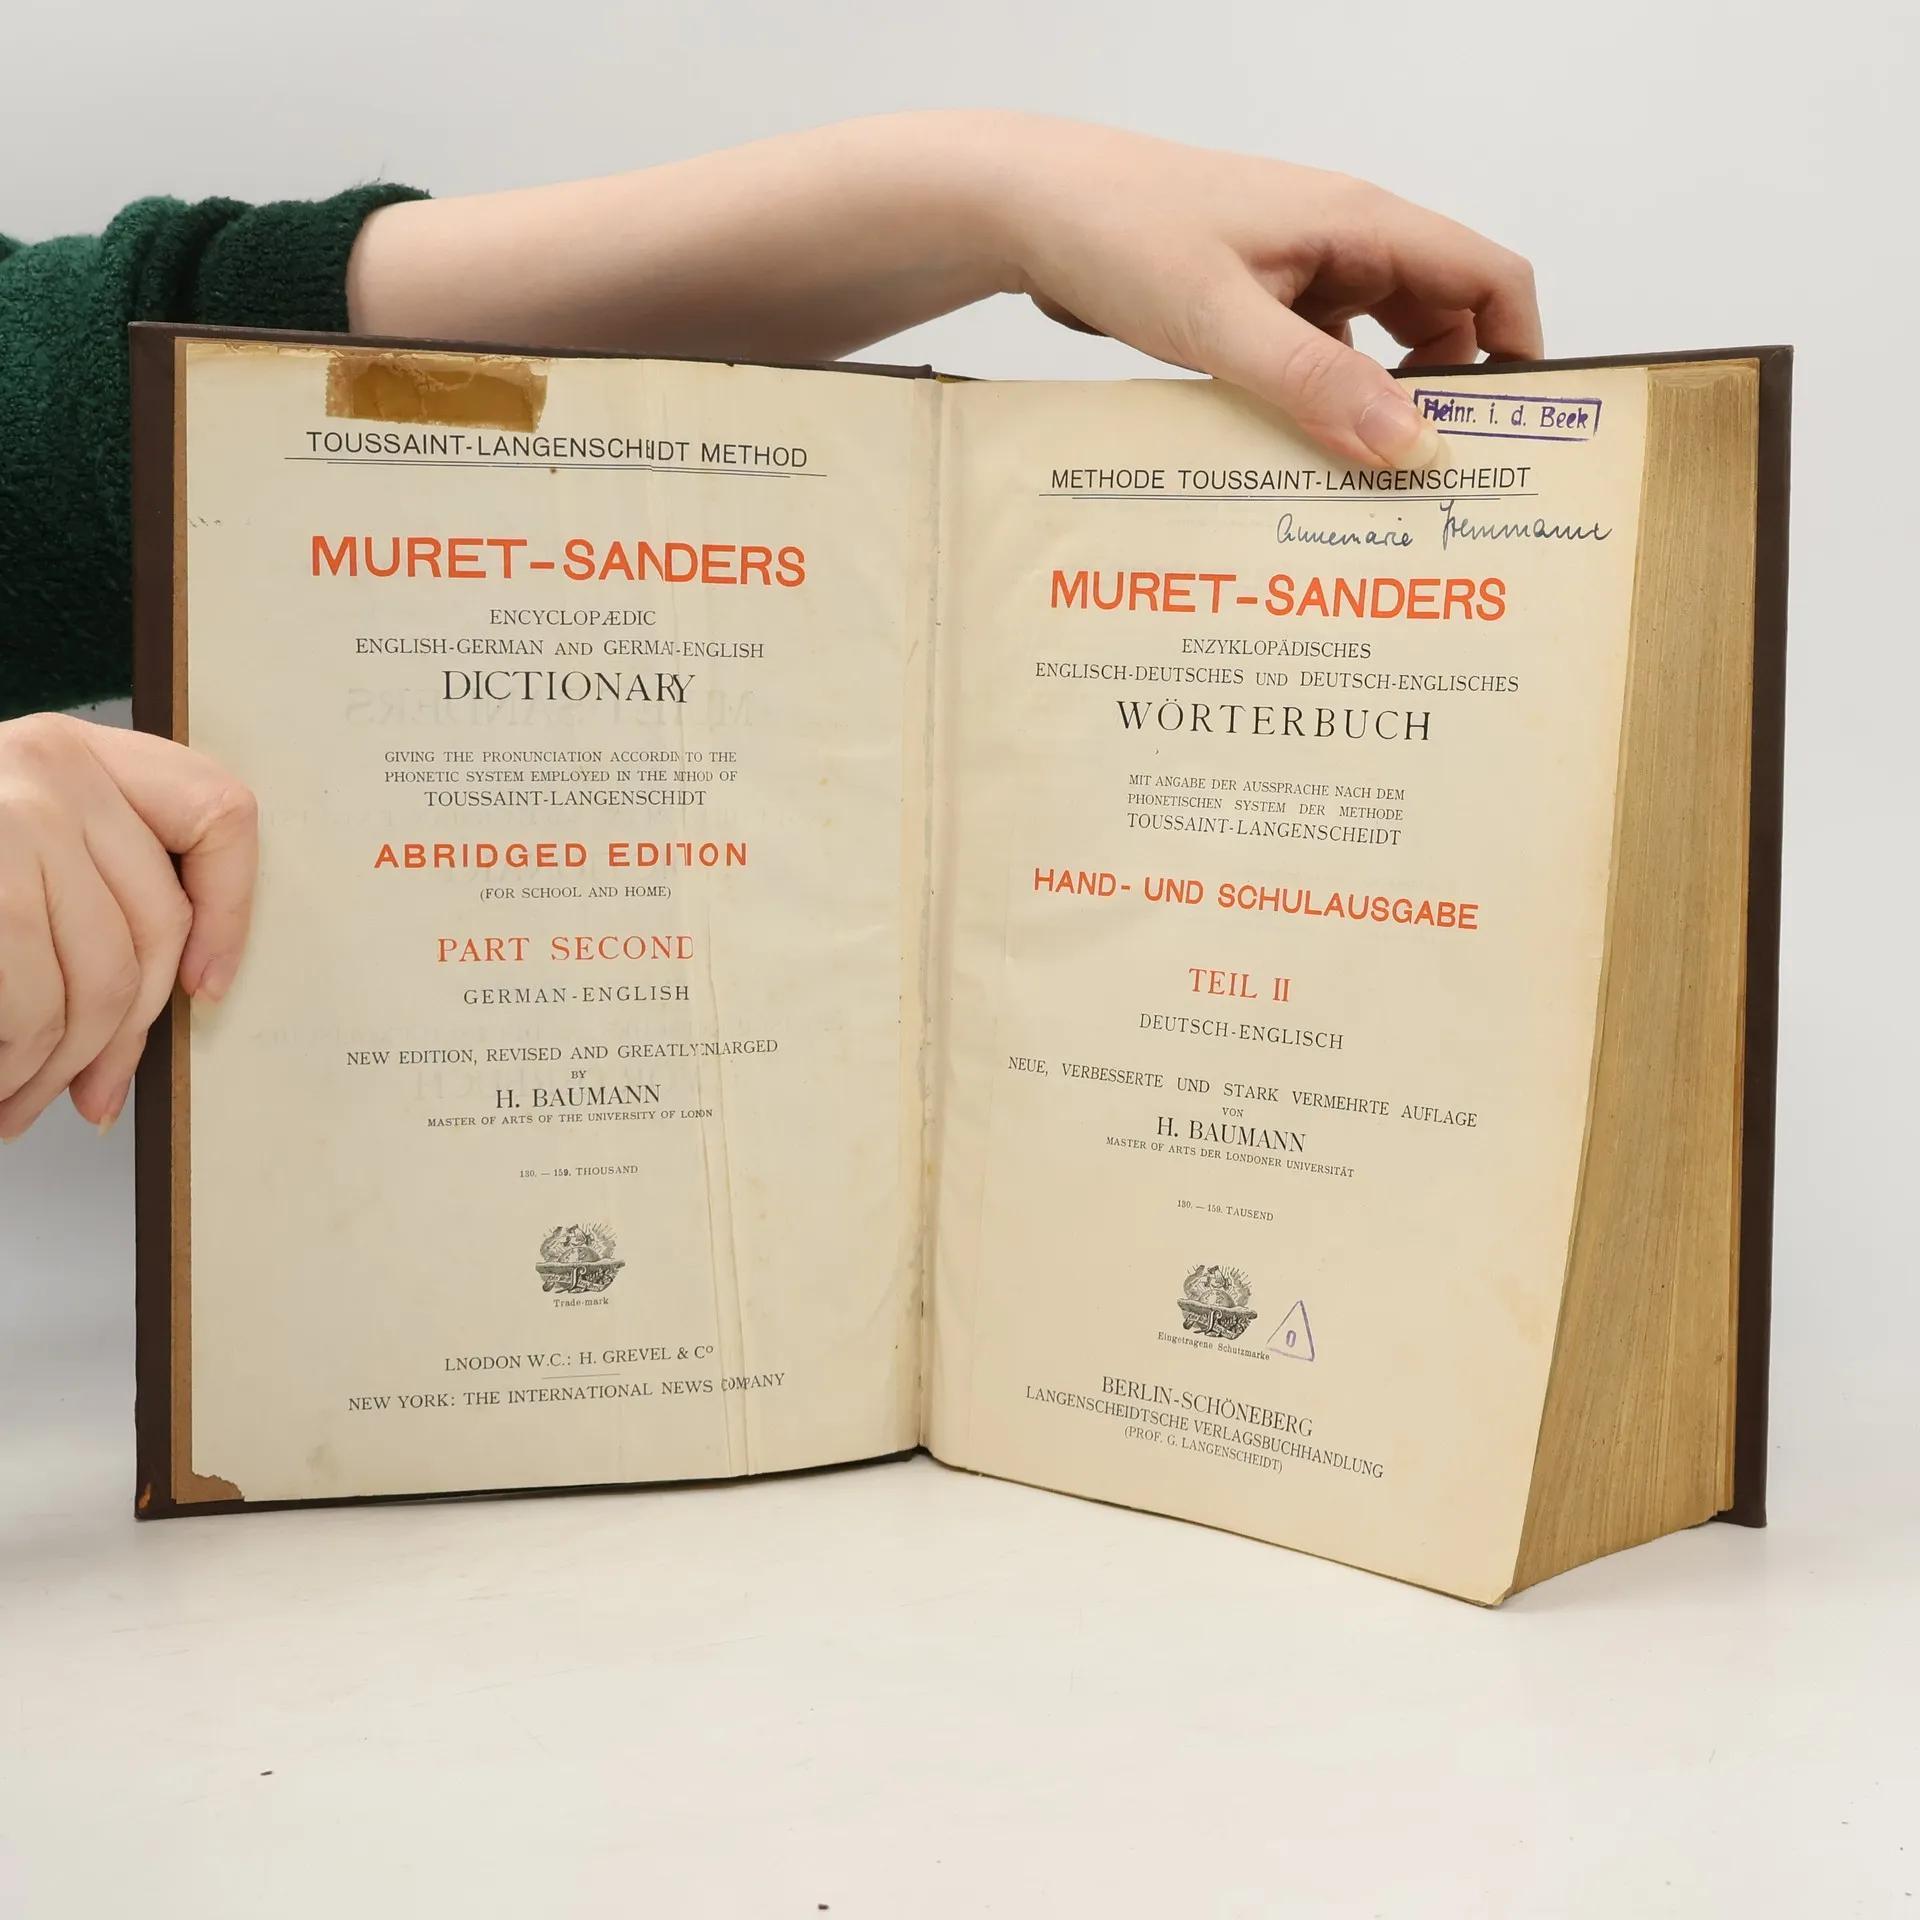 TOUSSAINT-LANGENSCHIDT METHOD
MURET-SANDERS
ENCYCLOPÆDIC
ENGLISH-GERMAN AND GERMAN-ENGLISH
DICTIONARY
GIVING THE PRONUNCIATION ACCORDIN TO THE
PHONETIC SYSTEM EMPLOYED IN THE MTHOD OF
TOUSSAINT-LANGENSCHIDT
ABRIDGED EDITION
(FOR SCHOOL AND HOME)
PART SECOND
GERMAN-ENGLISH
NEW EDITION, REVISED AND GREATLY ENLARGED
BY
H. BAUMANN
MASTER OF ARTS OF THE UNIVERSITY OF LONDON
130. — 159. THOUSAND
Trade-mark
LNODON W.C.: H. GREVEL & Cº
NEW YORK: THE INTERNATIONAL NEWS COMPANY
Heinr. i. d. Beek
METHODE TOUSSAINT-LANGENSCHEIDT
Annemarie
MURET-SANDERS
ENZYKLOPÄDISCHES
ENGLISCH-DEUTSCHES UND DEUTSCH-ENGLISCHES
WÖRTERBUCH
MIT ANGABE DER AUSSPRACHE NACH DEM
PHONETISCHEN SYSTEM DER METHODE
TOUSSAINT-LANGENSCHEIDT
HAND- UND SCHULAUSGABE
TEIL II
DEUTSCH-ENGLISCH
NEUE, VERBESSERTE UND STARK VERMEHRTE AUFLAGE
VON
H. BAUMANN
MASTER OF ARTS DER LONDONER UNIVERSITÄT
130. — 159. TAUSEND
Eingetragene Schutzmarke
0
BERLIN-SCHÖNEBERG
LANGENSCHEIDTSCHE VERLAGSBUCHHANDLUNG
(PROF. G. LANGENSCHEIDT)